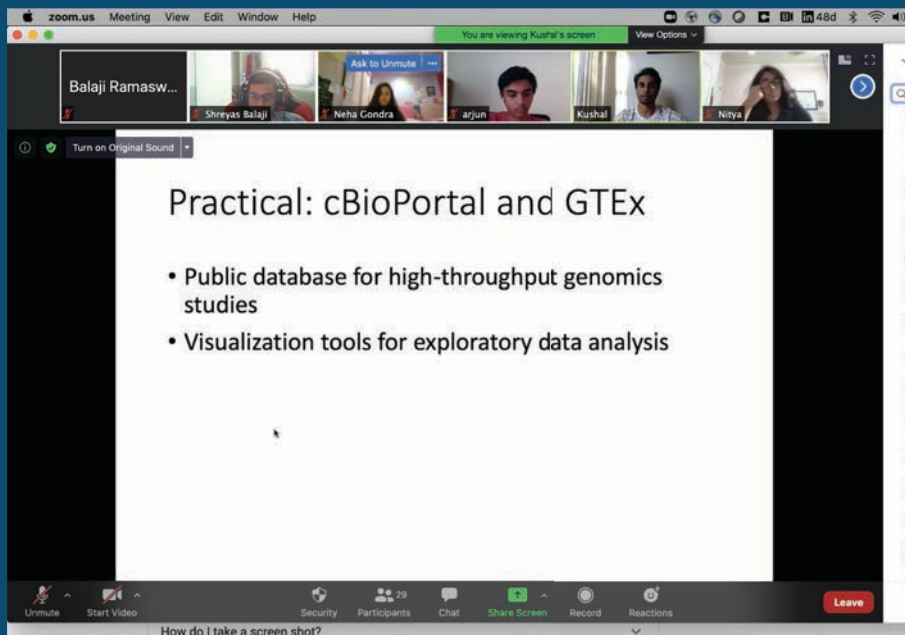 zoom.us Meeting View Edit Window Help
48d
You are viewing Kushal's screen
View Options
Balaji Ramasw...
Ask to Unmute
Shreyas Balaji
Neha Gondra
arjun
Kushal
Nitya
Turn on Original Sound
Practical: cBioPortal and GTEx
• Public database for high-throughput genomics
studies
• Visualization tools for exploratory data analysis
29
Unmute Start Video Security Participants Chat Share Screen Record Reactions
Leave
How do I take a screen shot?